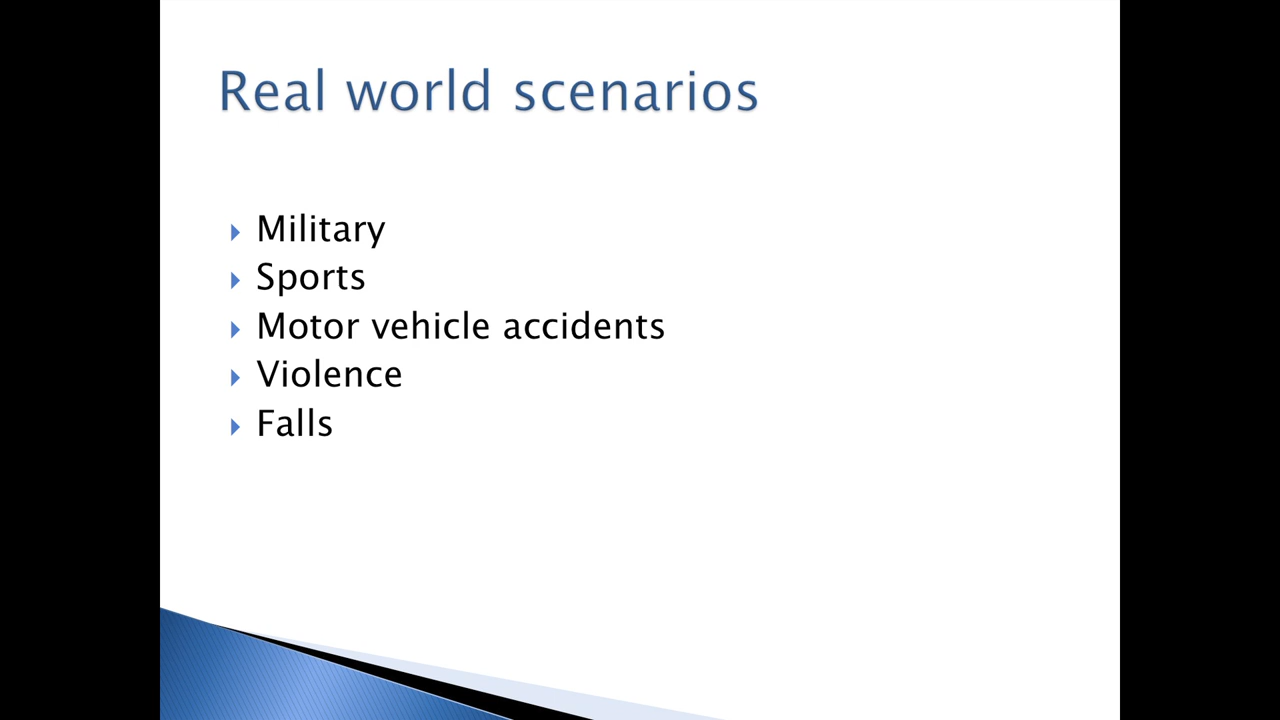 Real world scenarios
Military
Sports
Motor vehicle accidents
Violence
Falls